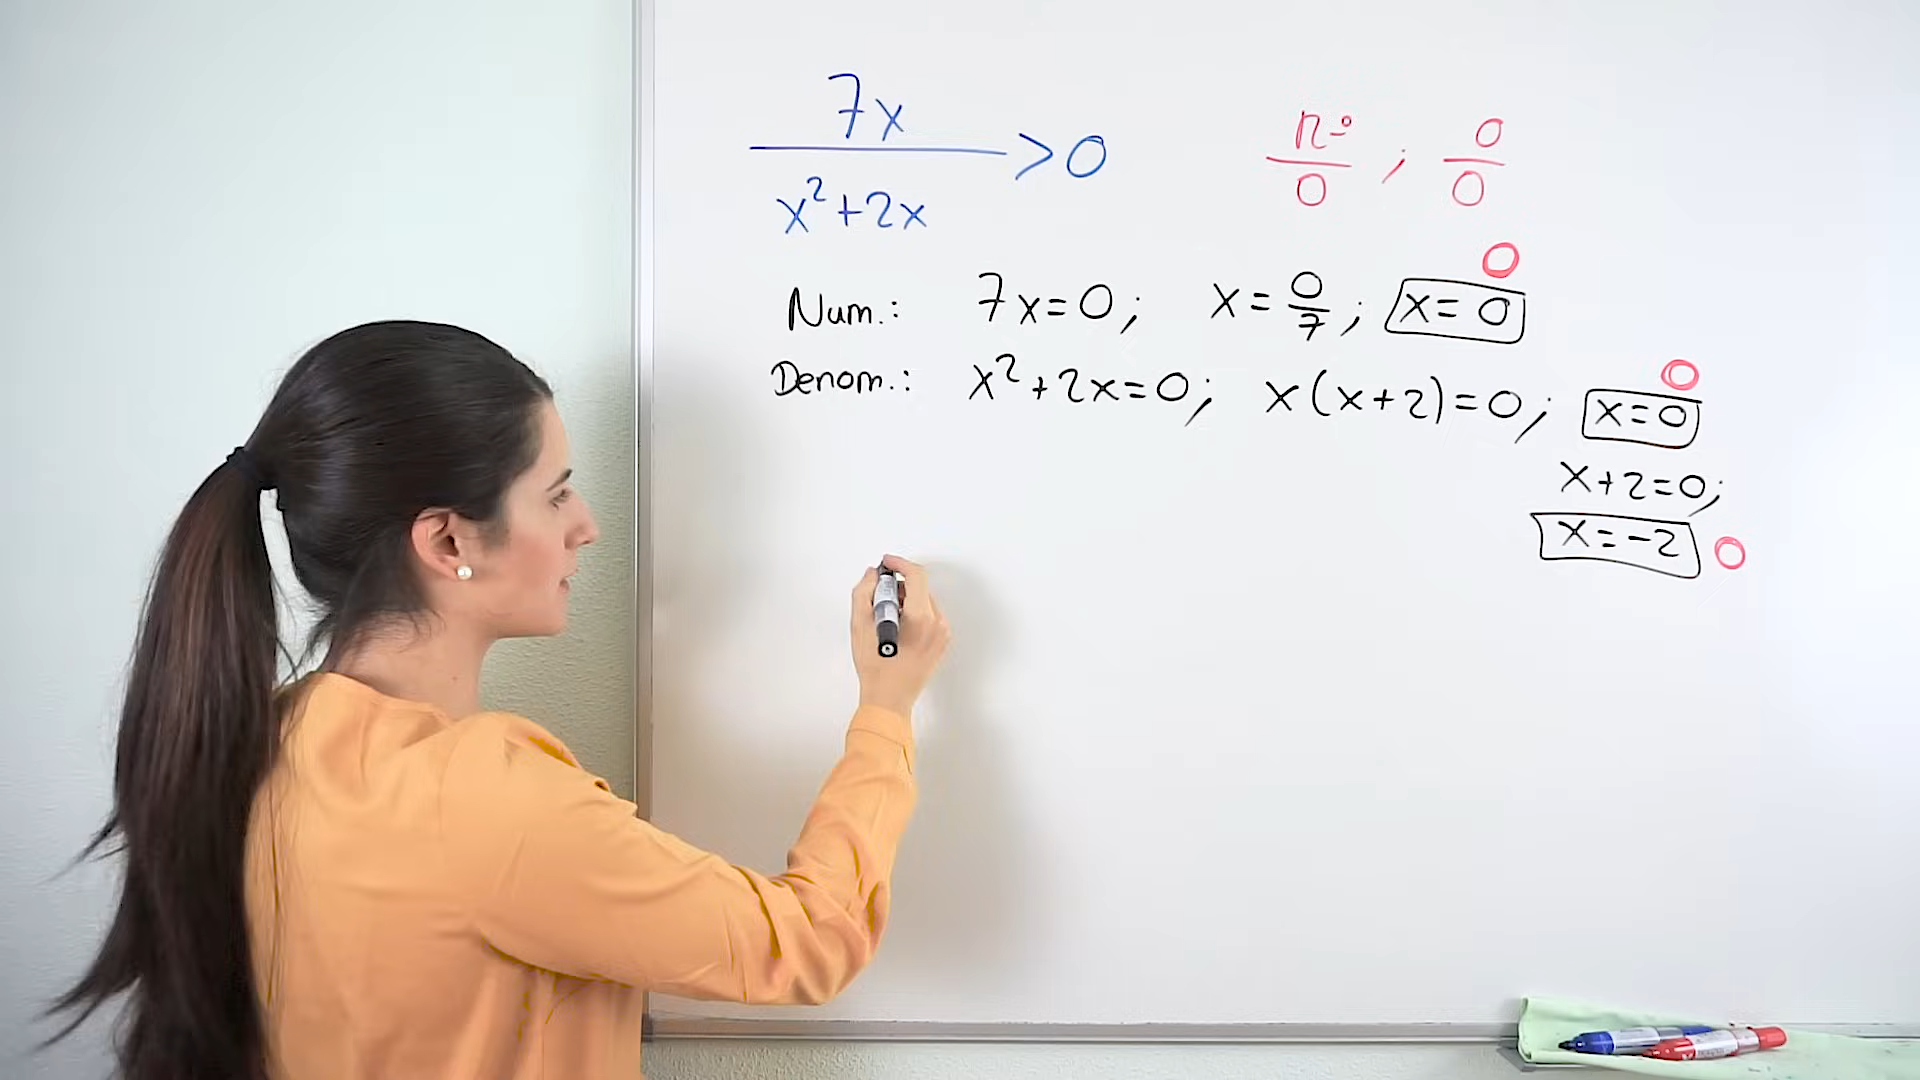 7x / x²+2x > 0
n-º / 0 ; 0 / 0
Num.: 7x=0; x= 0/7; x=0
Denom.: x²+2x=0; x(x+2)=0; x=0
x+2=0;
x=-2